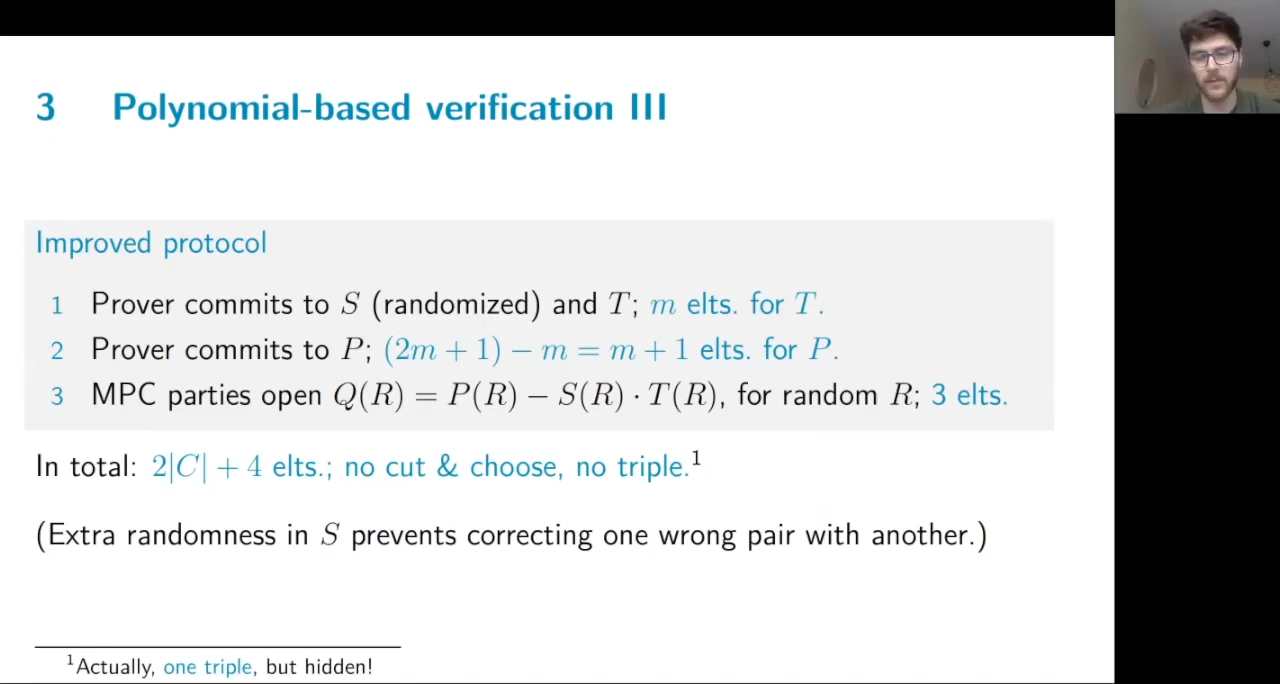 3 Polynomial-based verification III
Improved protocol
1 Prover commits to S (randomized) and T; m elts. for T.
2 Prover commits to P; (2m + 1) − m = m + 1 elts. for P.
3 MPC parties open Q(R) = P(R) − S(R) · T(R), for random R; 3 elts.
In total: 2|C| + 4 elts.; no cut & choose, no triple.¹
(Extra randomness in S prevents correcting one wrong pair with another.)
¹Actually, one triple, but hidden!